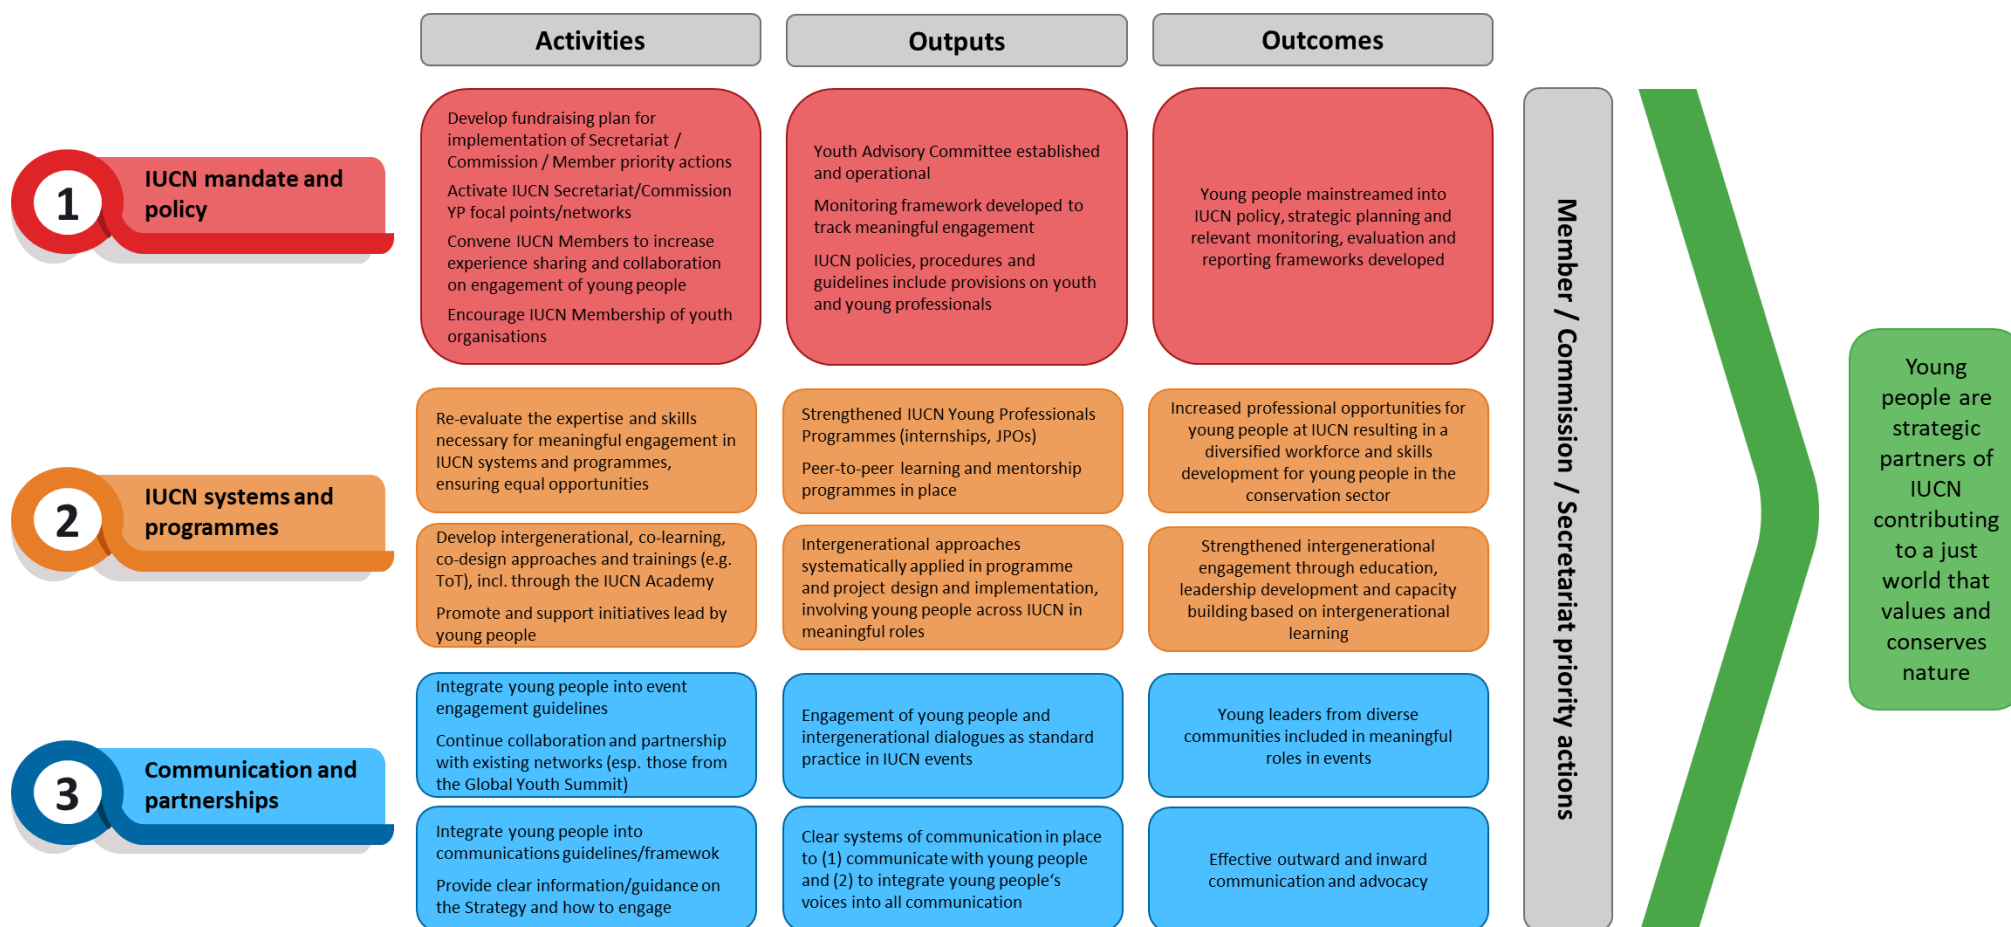 Activities
Outputs
Outcomes
1
IUCN mandate and
policy
Develop fundraising plan for
implementation of Secretariat /
Commission / Member priority actions
Activate IUCN Secretariat/Commission
YP focal points/networks
Convene IUCN Members to increase
experience sharing and collaboration
on engagement of young people
Encourage IUCN Membership of youth
organisations
Youth Advisory Committee established
and operational
Monitoring framework developed to
track meaningful engagement
IUCN policies, procedures and
guidelines include provisions on youth
and young professionals
Young people mainstreamed into
IUCN policy, strategic planning and
relevant monitoring, evaluation and
reporting frameworks developed
2
IUCN systems and
programmes
Re-evaluate the expertise and skills
necessary for meaningful engagement in
IUCN systems and programmes,
ensuring equal opportunities
Strengthened IUCN Young Professionals
Programmes (internships, JPOs)
Peer-to-peer learning and mentorship
programmes in place
Increased professional opportunities for
young people at IUCN resulting in a
diversified workforce and skills
development for young people in the
conservation sector
Develop intergenerational, co-learning,
co-design approaches and trainings (e.g.
ToT), incl. through the IUCN Academy
Promote and support initiatives lead by
young people
Intergenerational approaches
systematically applied in programme
and project design and implementation,
involving young people across IUCN in
meaningful roles
Strengthened intergenerational
engagement through education,
leadership development and capacity
building based on intergenerational
learning
3
Communication and
partnerships
Integrate young people into event
engagement guidelines
Continue collaboration and partnership
with existing networks (esp. those from
the Global Youth Summit)
Engagement of young people and
intergenerational dialogues as standard
practice in IUCN events
Young leaders from diverse
communities included in meaningful
roles in events
Integrate young people into
communications guidelines/framewok
Provide clear information/guidance on
the Strategy and how to engage
Clear systems of communication in place
to (1) communicate with young people
and (2) to integrate young people‘s
voices into all communication
Effective outward and inward
communication and advocacy
Member / Commission / Secretariat priority actions
Young
people are
strategic
partners of
IUCN
contributing
to a just
world that
values and
conserves
nature